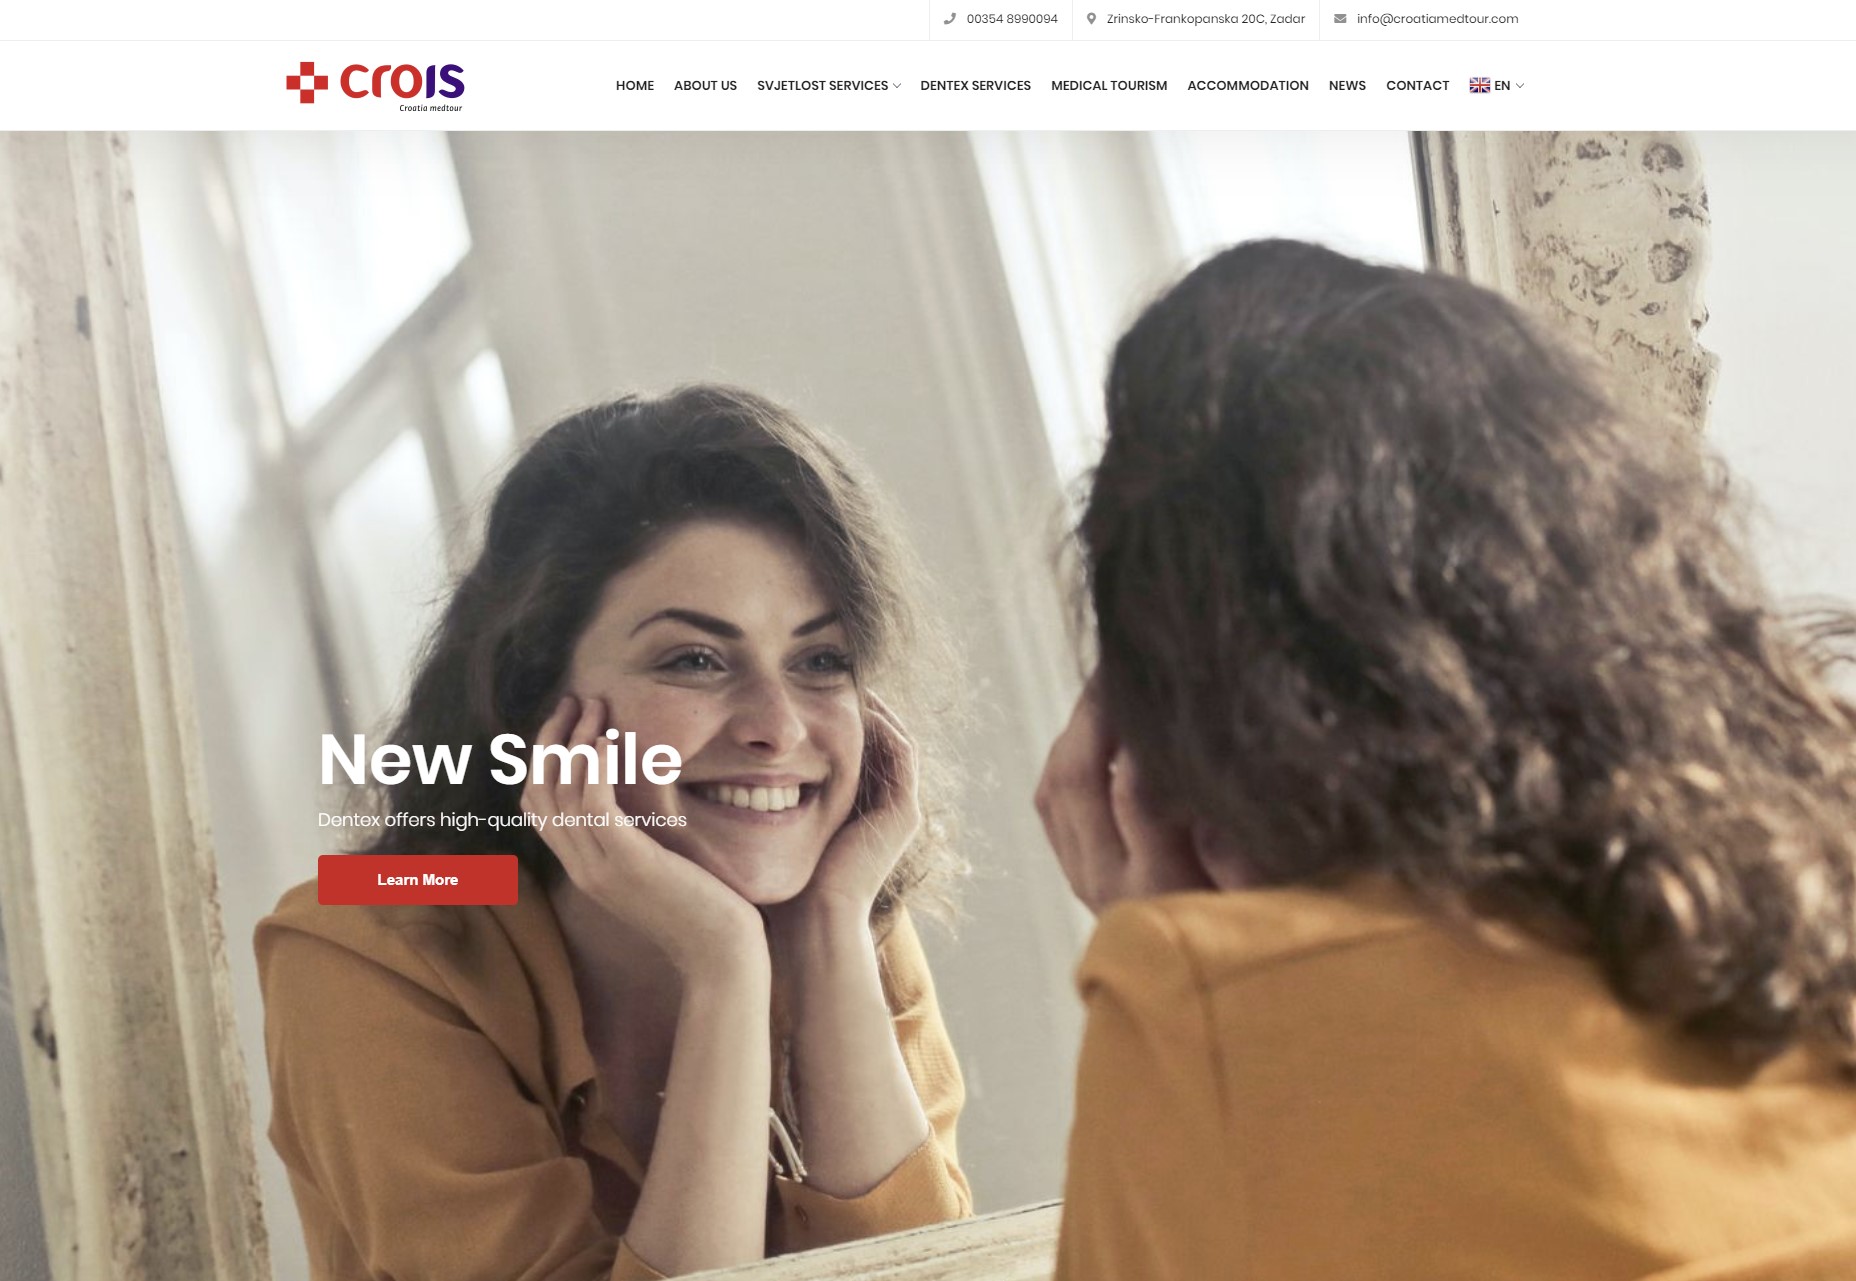 00354 8990094
Zrinsko-Frankopanska 20C, Zadar
info@croatiamedtour.com
croIS
Croatia medtour
HOME
ABOUT US
SVJETLOST SERVICES
DENTEX SERVICES
MEDICAL TOURISM
ACCOMMODATION
NEWS
CONTACT
EN
New Smile
Dentex offers high-quality dental services
Learn More